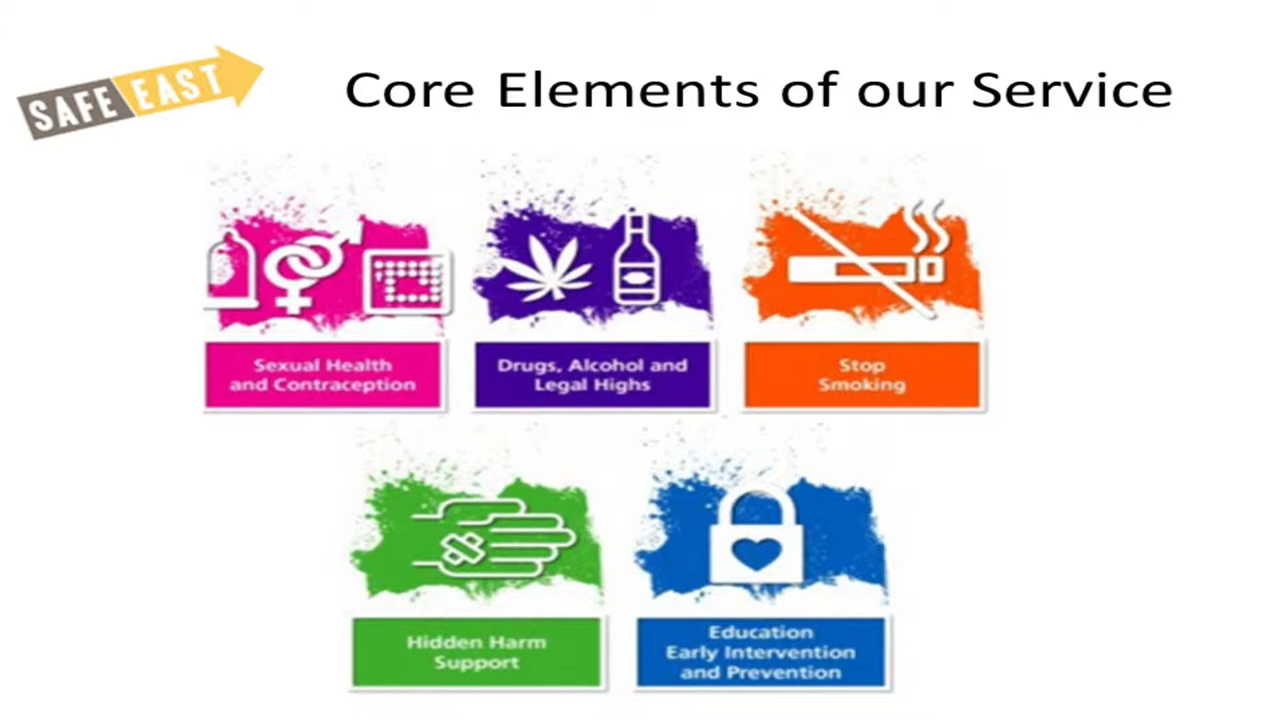 SAFE EAST
Core Elements of our Service
Sexual Health
and Contraception
Drugs, Alcohol and
Legal Highs
Stop
Smoking
Hidden Harm
Support
Education
Early Intervention
and Prevention